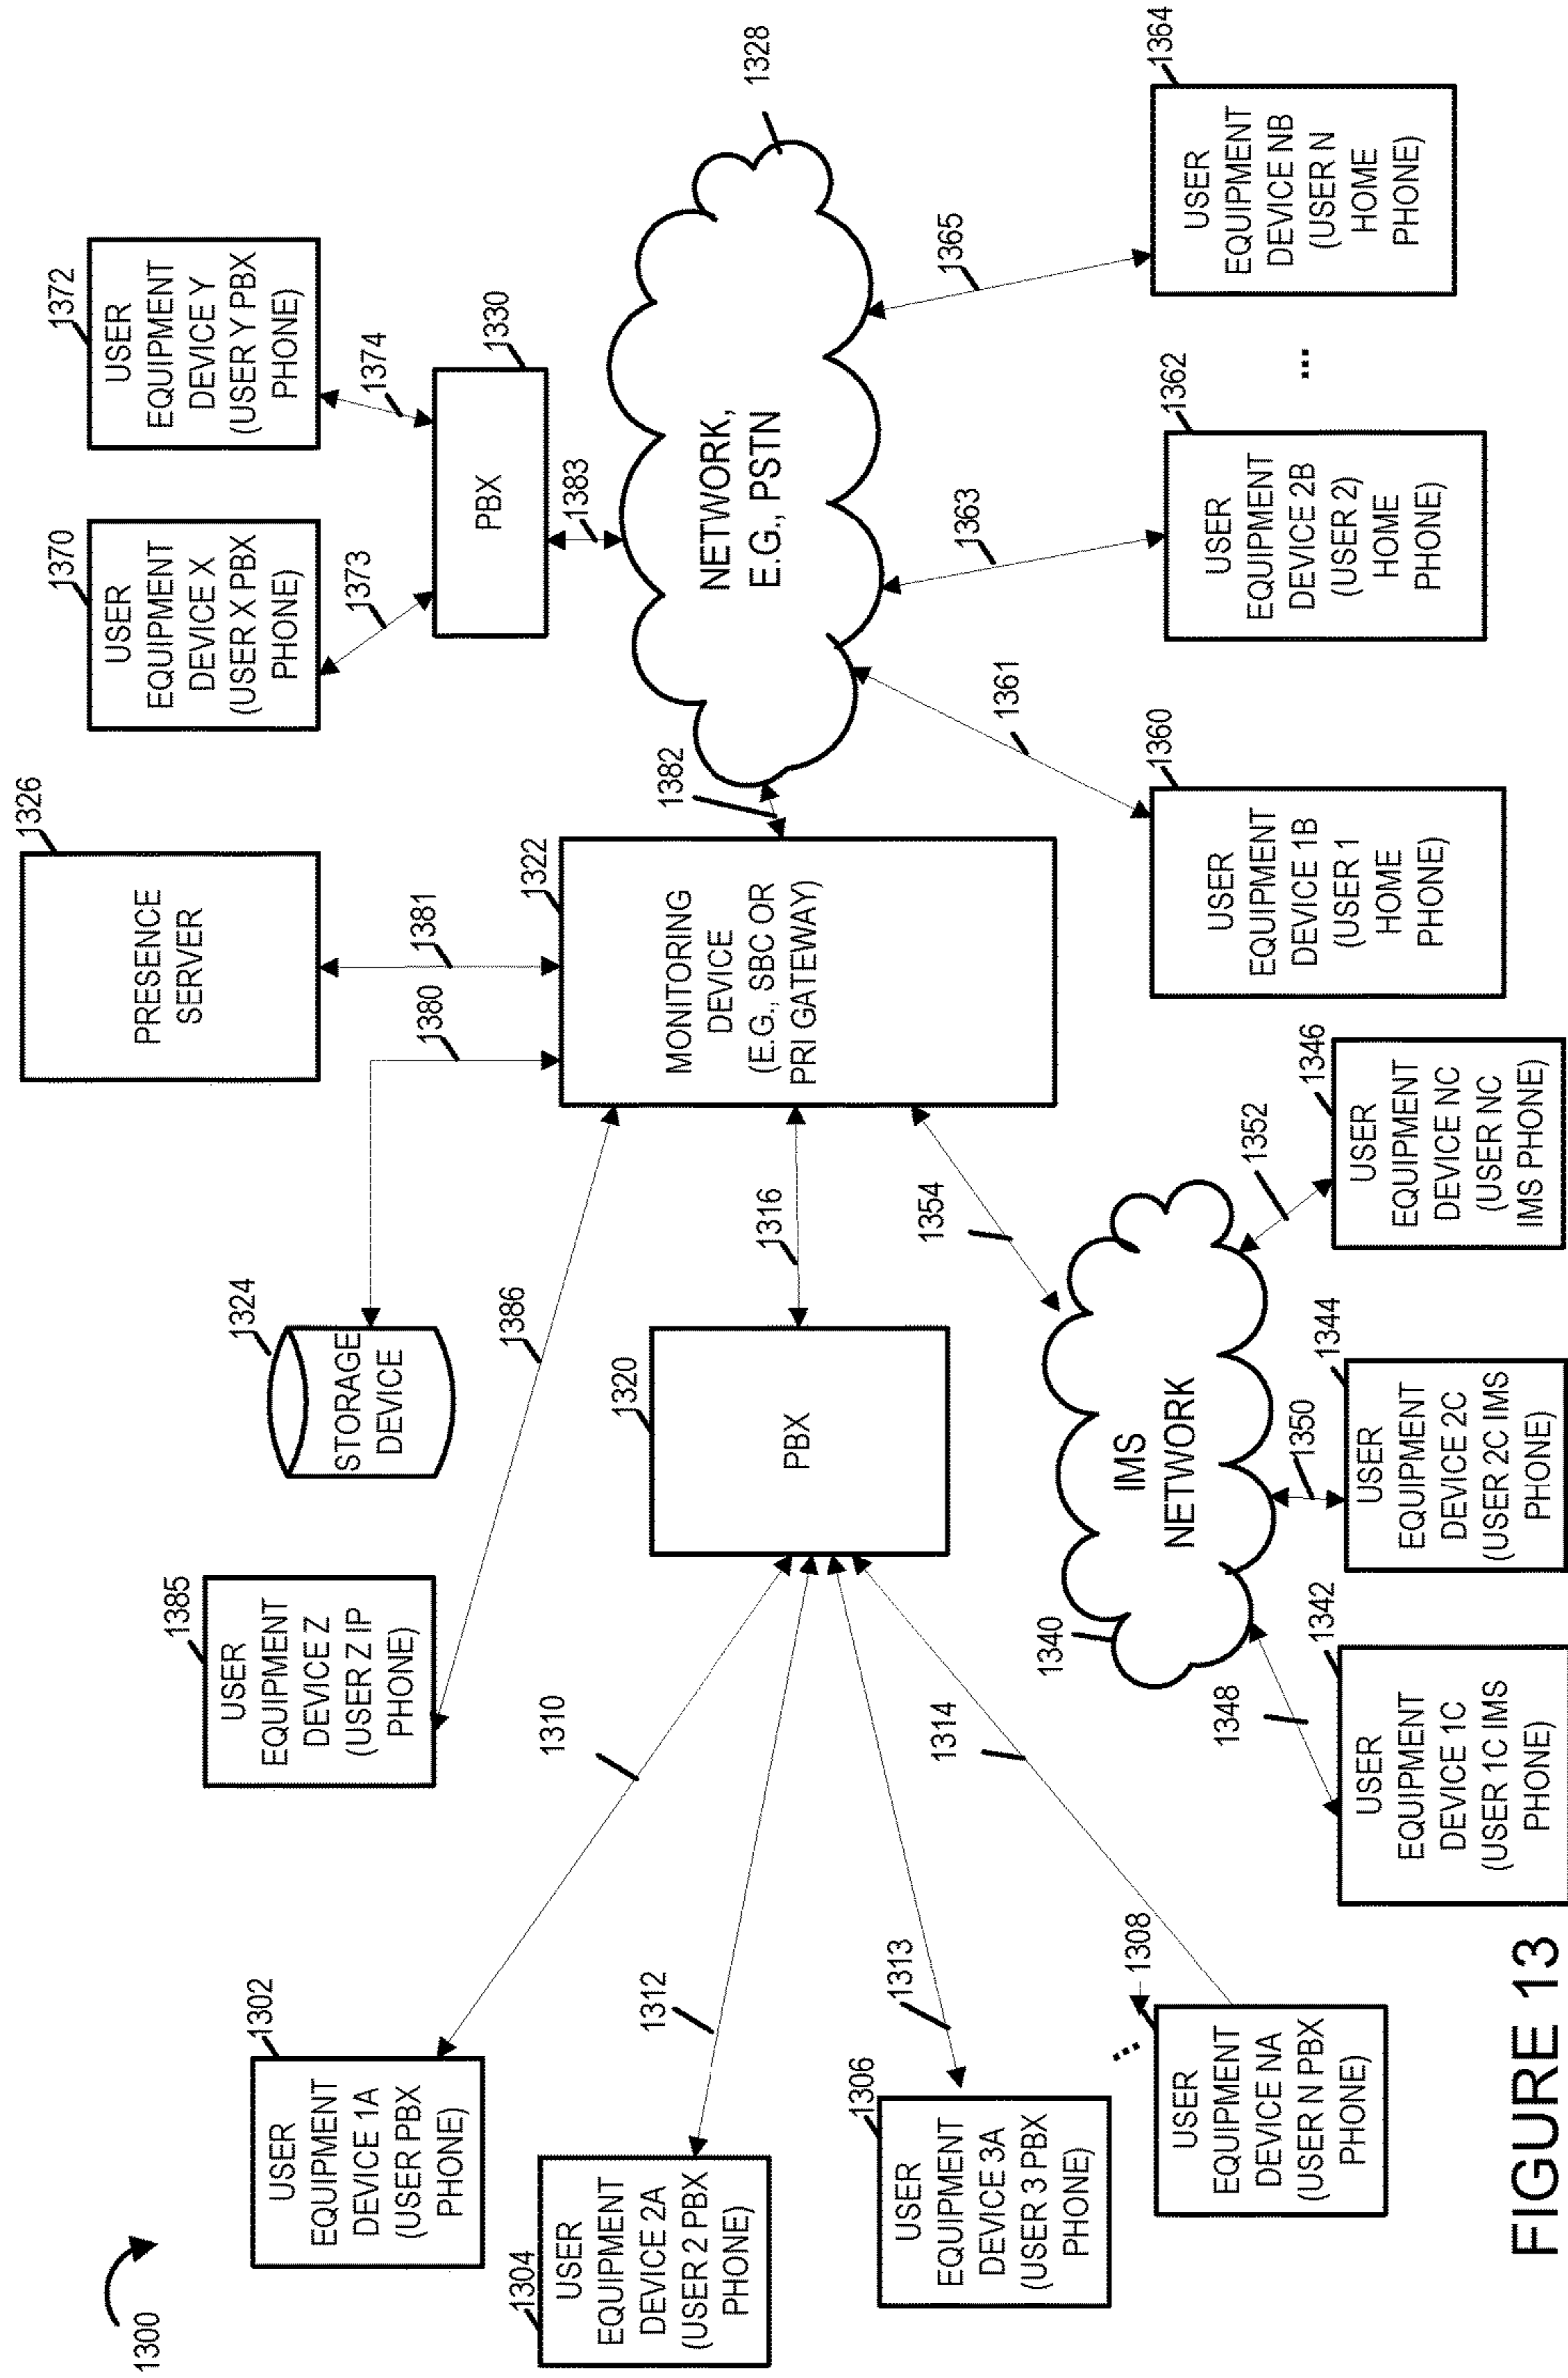 1300
1302
USER
EQUIPMENT
DEVICE 1A
(USER PBX
PHONE)
1304
USER
EQUIPMENT
DEVICE 2A
(USER 2 PBX
PHONE)
1306
USER
EQUIPMENT
DEVICE 3A
(USER 3 PBX
PHONE)
...
1308
USER
EQUIPMENT
DEVICE NA
(USER N PBX
PHONE)
1310
1312
1313
1314
1385
USER
EQUIPMENT
DEVICE Z
(USER Z IP
PHONE)
1386
1324
STORAGE
DEVICE
1320
PBX
1316
1340
IMS
NETWORK
1354
1348
1350
1352
1342
USER
EQUIPMENT
DEVICE 1C
(USER 1C IMS
PHONE)
1344
USER
EQUIPMENT
DEVICE 2C
(USER 2C IMS
PHONE)
1346
USER
EQUIPMENT
DEVICE NC
(USER NC
IMS PHONE)
1326
PRESENCE
SERVER
1380
1381
1322
MONITORING
DEVICE
(E.G., SBC OR
PRI GATEWAY)
1382
1370
USER
EQUIPMENT
DEVICE X
(USER X PBX
PHONE)
1372
USER
EQUIPMENT
DEVICE Y
(USER Y PBX
PHONE)
1373
1374
1330
PBX
1383
1328
NETWORK,
E.G., PSTN
1361
1363
1365
1360
USER
EQUIPMENT
DEVICE 1B
(USER 1
HOME
PHONE)
1362
USER
EQUIPMENT
DEVICE 2B
(USER 2)
HOME
PHONE)
...
1364
USER
EQUIPMENT
DEVICE NB
(USER N
HOME
PHONE)
FIGURE 13